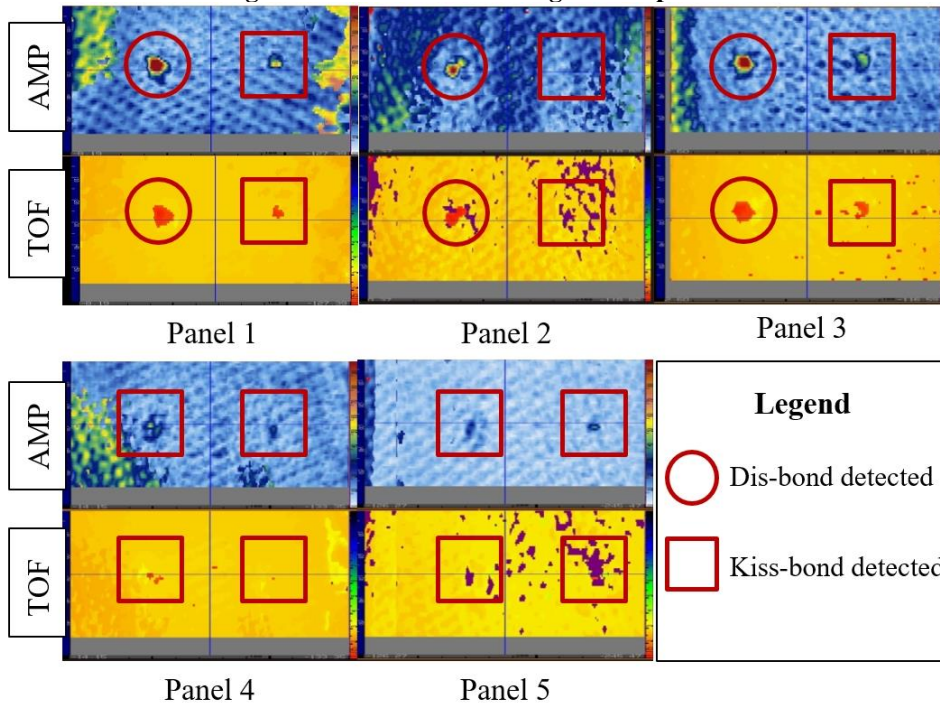 AMP
TOF
Panel 1
Panel 2
Panel 3
AMP
TOF
Panel 4
Panel 5
Legend
Dis-bond detected
Kiss-bond detected